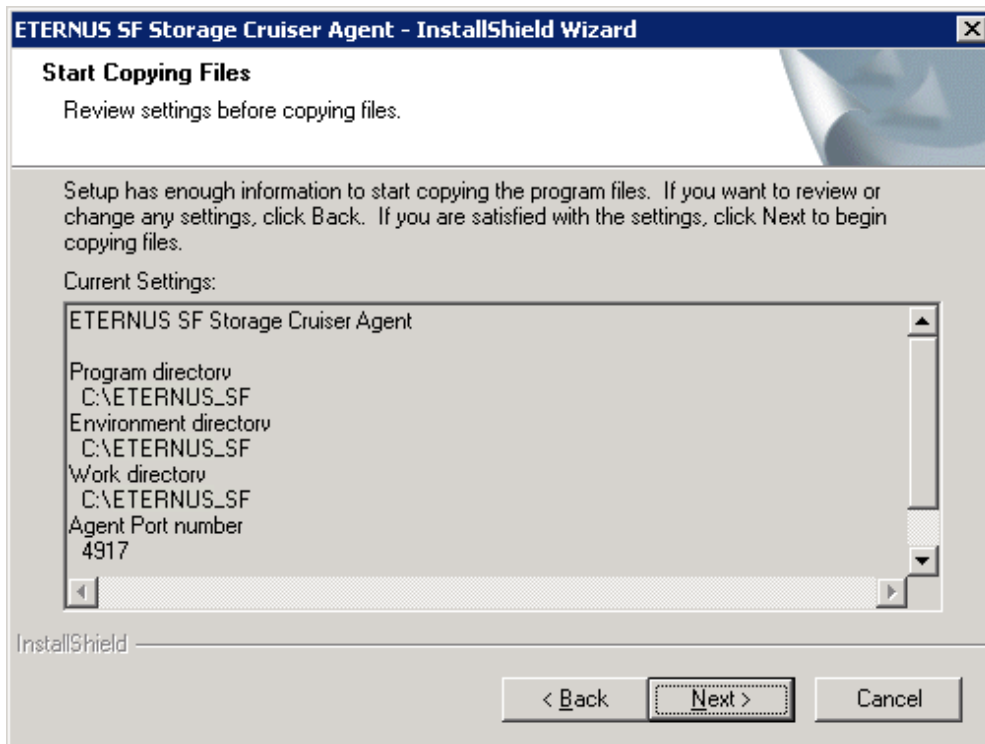 ETERNUS SF Storage Cruiser Agent - InstallShield Wizard
Start Copying Files
Review settings before copying files.
Setup has enough information to start copying the program files. If you want to review or
change any settings, click Back. If you are satisfied with the settings, click Next to begin
copying files.
Current Settings:
ETERNUS SF Storage Cruiser Agent
Program directory
C:\ETERNUS_SF
Environment directory
C:\ETERNUS_SF
Work directory
C:\ETERNUS_SF
Agent Port number
4917
InstallShield
< Back Next > Cancel